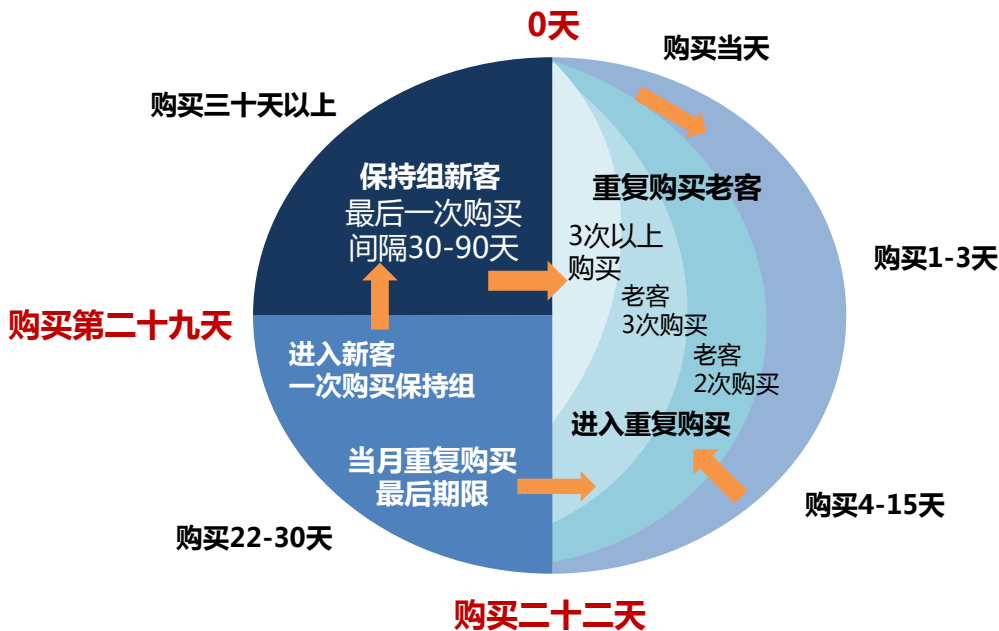 0天
购买当天
购买三十天以上
保持组新客
最后一次购买
间隔30-90天
重复购买老客
3次以上
购买
购买1-3天
老客
3次购买
购买第二十九天
进入新客
一次购买保持组
老客
2次购买
进入重复购买
当月重复购买
最后期限
购买4-15天
购买22-30天
购买二十二天